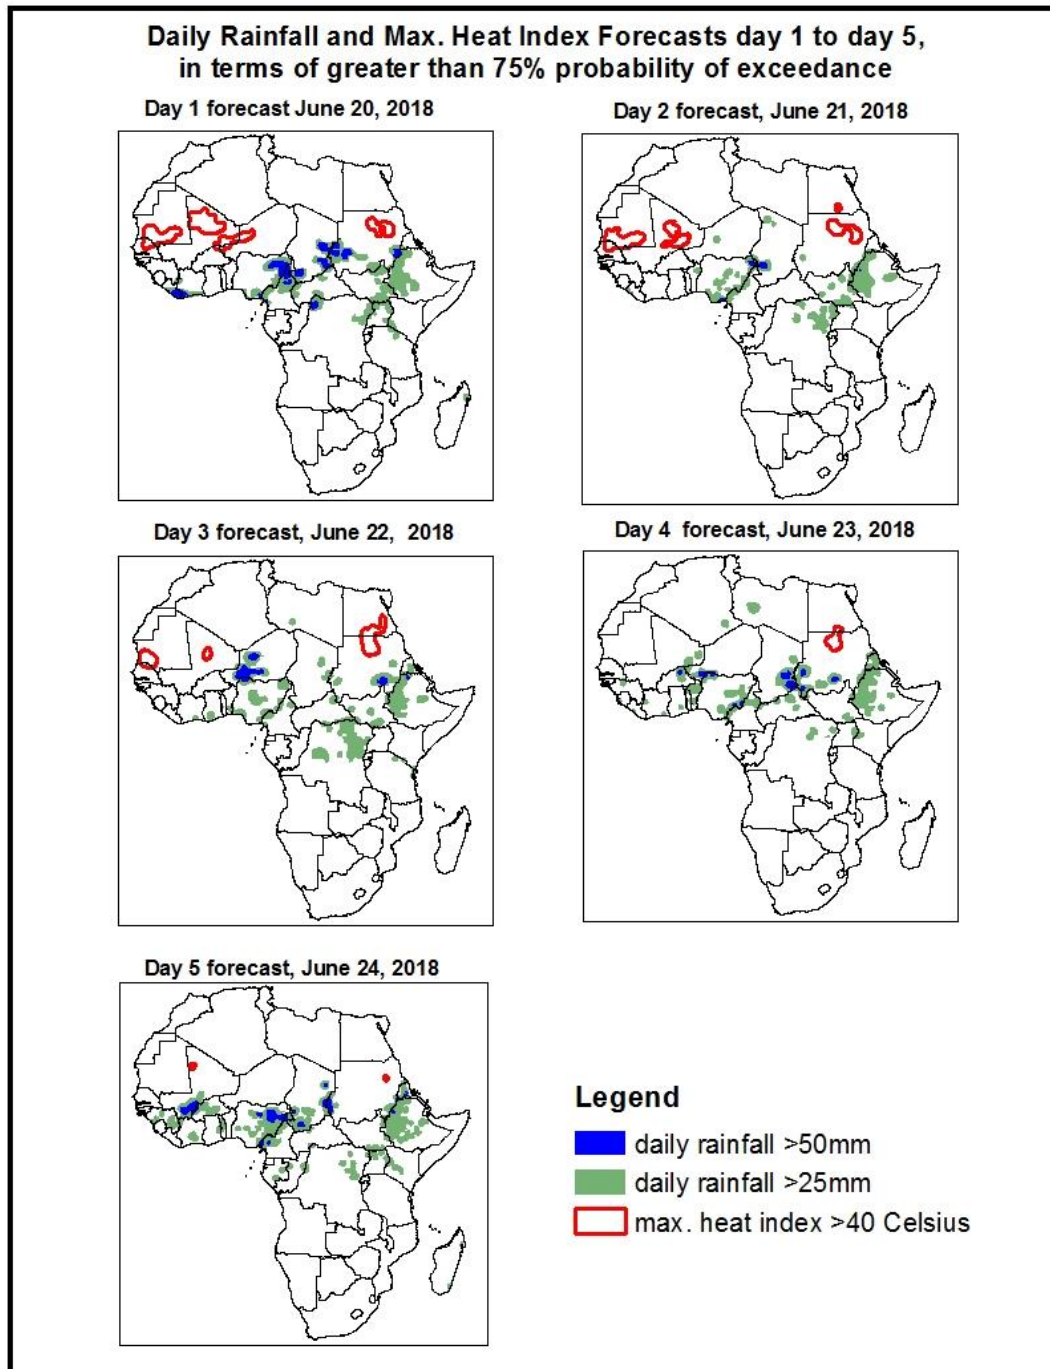 Daily Rainfall and Max. Heat Index Forecasts day 1 to day 5,
in terms of greater than 75% probability of exceedance
Day 1 forecast June 20, 2018
Day 2 forecast, June 21, 2018
Day 3 forecast, June 22, 2018
Day 4 forecast, June 23, 2018
Day 5 forecast, June 24, 2018
Legend
daily rainfall >50mm
daily rainfall >25mm
max. heat index >40 Celsius